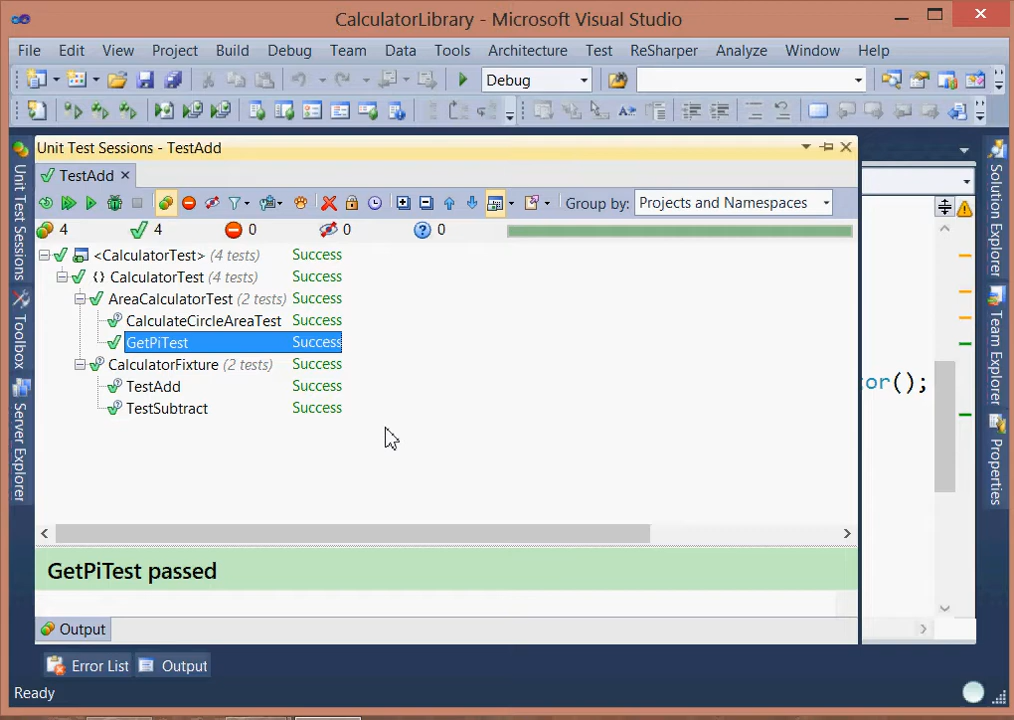 CalculatorLibrary - Microsoft Visual Studio
File Edit View Project Build Debug Team Data Tools Architecture Test ReSharper Analyze Window Help
Debug
Unit Test Sessions - TestAdd
TestAdd
Group by: Projects and Namespaces
4 4 0 0 0
<CalculatorTest> (4 tests) Success
CalculatorTest (4 tests) Success
AreaCalculatorTest (2 tests) Success
CalculateCircleAreaTest Success
GetPiTest Success
CalculatorFixture (2 tests) Success
TestAdd Success
TestSubtract Success
GetPiTest passed
Output
Error List Output
Ready
Unit Test Sessions
Toolbox
Server Explorer
or();
Solution Explorer
Team Explorer
Properties